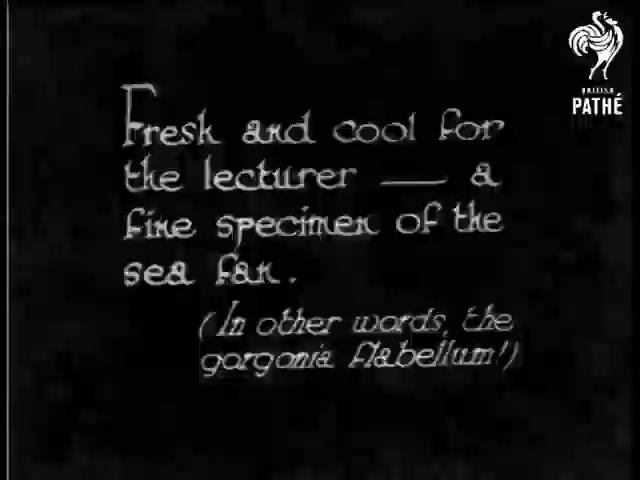 Fresh and cool for
the lecturer — a
fine specimen of the
sea fan.
(In other words, the
gorgonia flabellum!)
BRITISH
PATHÉ